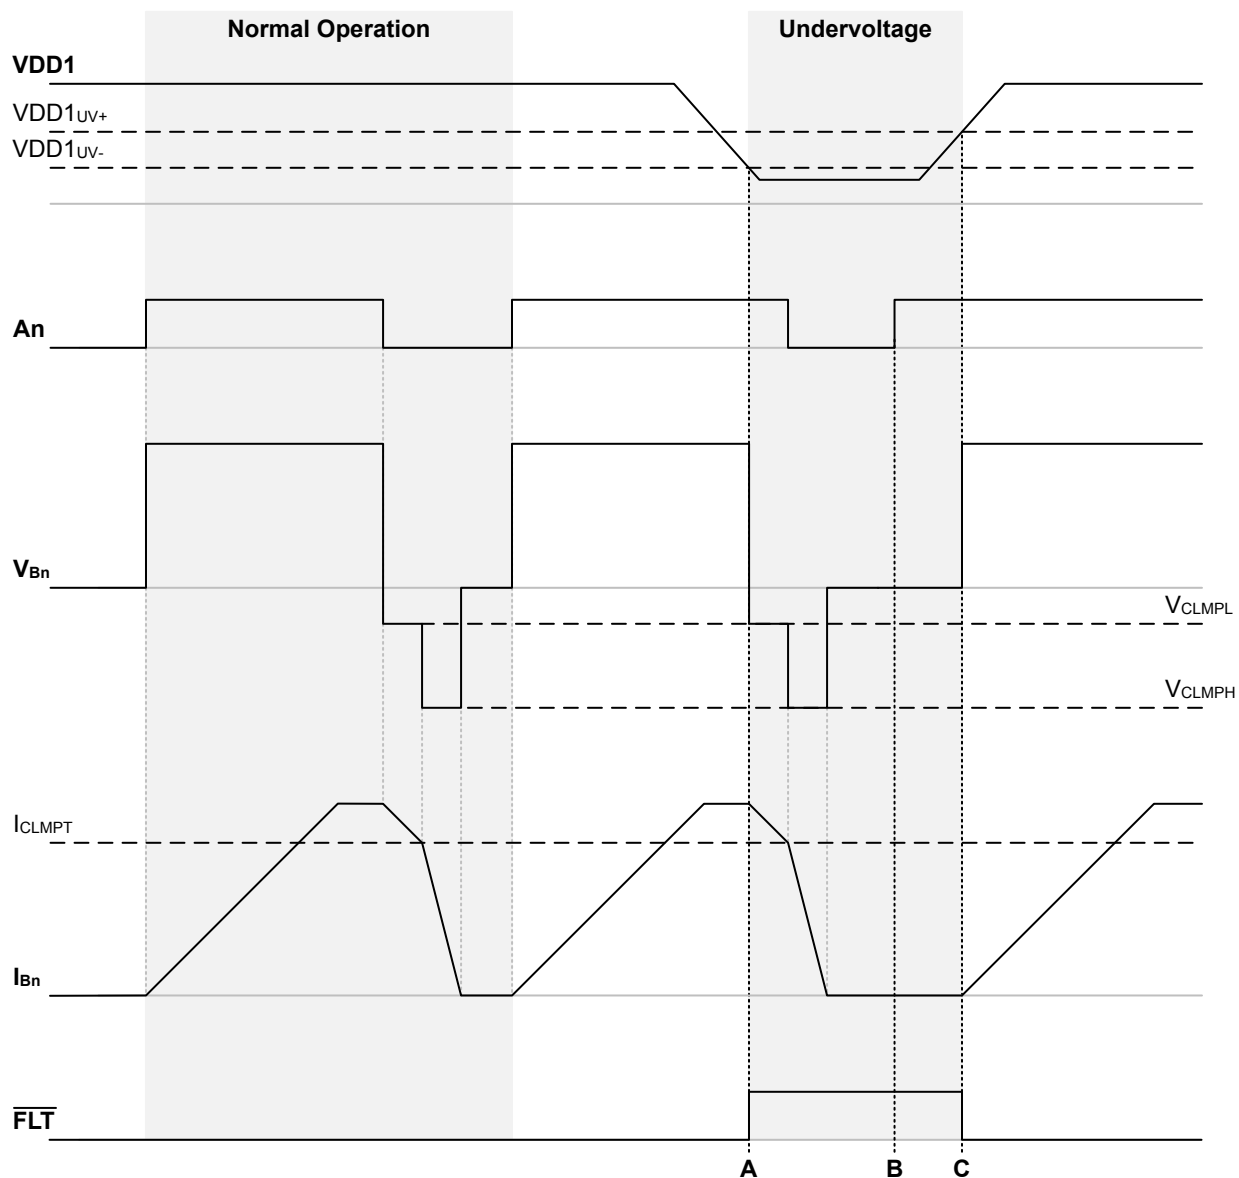 Normal Operation
Undervoltage
VDD1
VDD1UV+
VDD1UV-
An
VBn
VCLMPL
VCLMPH
ICLMPT
IBn
FLT
A B C